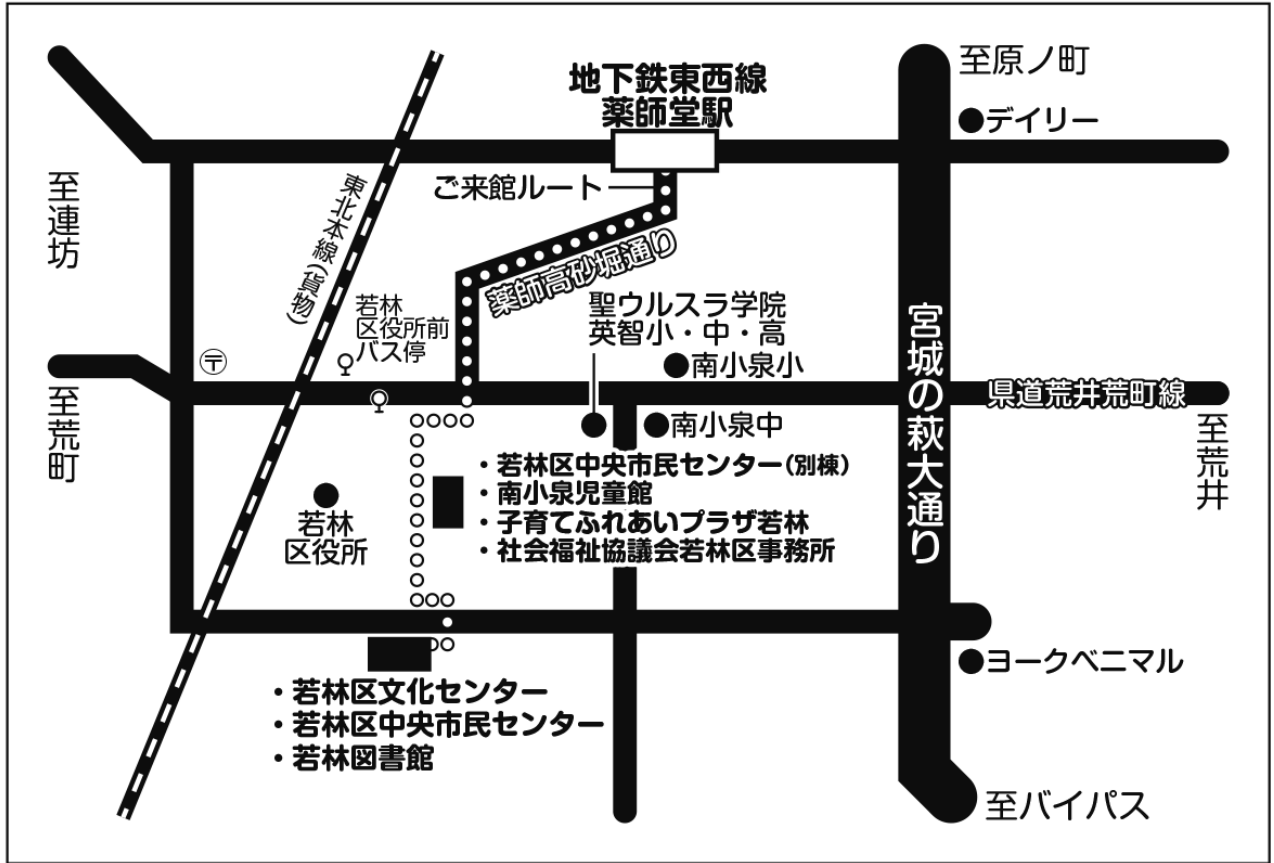 地下鉄東西線
薬師堂駅
至原ノ町
●デイリー
至連坊
ご来館ルート
東北本線(貨物)
薬師高砂堀通り
若林
区役所前
バス停
聖ウルスラ学院
英智小・中・高
〒
●南小泉小
宮城の萩大通り
県道荒井荒町線
至荒町
至荒井
●南小泉中
・若林区中央市民センター(別棟)
・南小泉児童館
・子育てふれあいプラザ若林
・社会福祉協議会若林区事務所
若林
区役所
●ヨークベニマル
・若林区文化センター
・若林区中央市民センター
・若林図書館
至バイパス